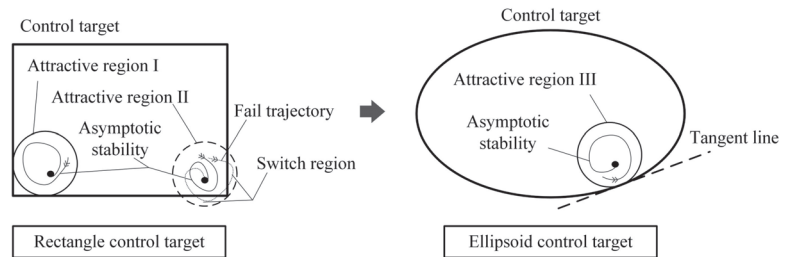 Control target
Attractive region I
Attractive region II
Asymptotic
stability
Fail trajectory
Switch region
Rectangle control target
Control target
Attractive region III
Asymptotic
stability
Tangent line
Ellipsoid control target